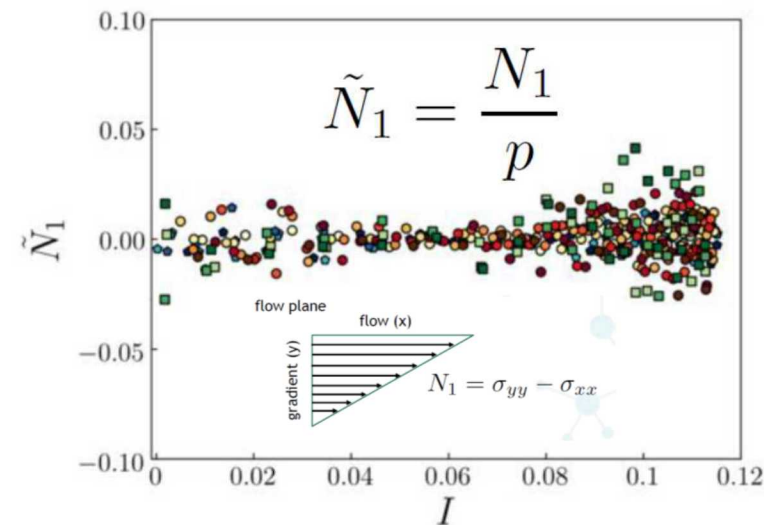 0.10
0.05
0.00
−0.05
−0.10
Ñ₁
Ñ₁ = N₁ / p
flow plane
flow (x)
gradient (y)
N₁ = σ_yy − σ_xx
0 0.02 0.04 0.06 0.08 0.1 0.12
I